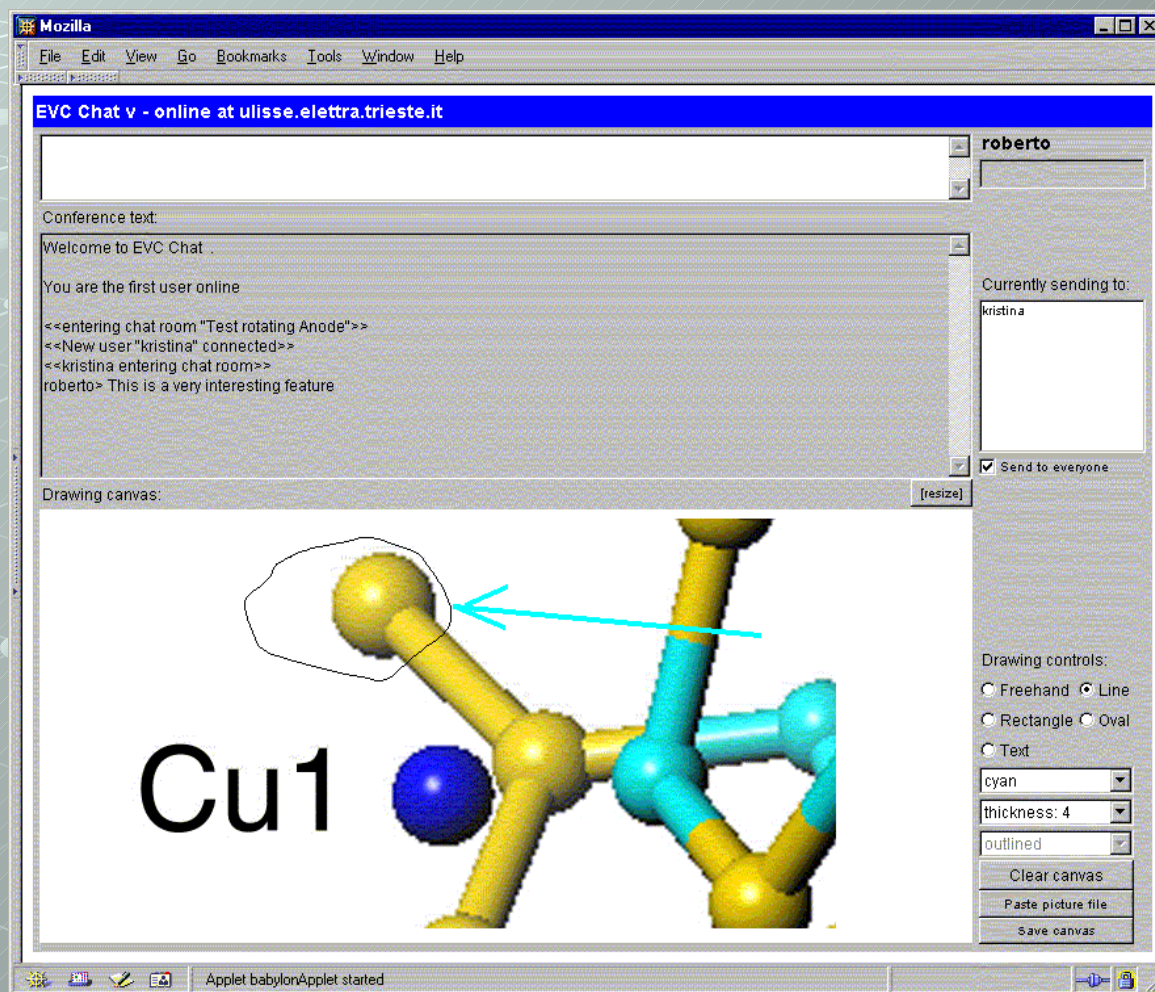 Mozilla
File Edit View Go Bookmarks Tools Window Help
EVC Chat v - online at ulisse.elettra.trieste.it
roberto
Conference text:
Welcome to EVC Chat .
You are the first user online
<<entering chat room "Test rotating Anode">>
<<New user "kristina" connected>>
<<kristina entering chat room>>
roberto> This is a very interesting feature
Currently sending to:
kristina
Send to everyone
Drawing canvas:
[resize]
Cu1
Drawing controls:
Freehand Line
Rectangle Oval
Text
cyan
thickness: 4
outlined
Clear canvas
Paste picture file
Save canvas
Applet babylonApplet started